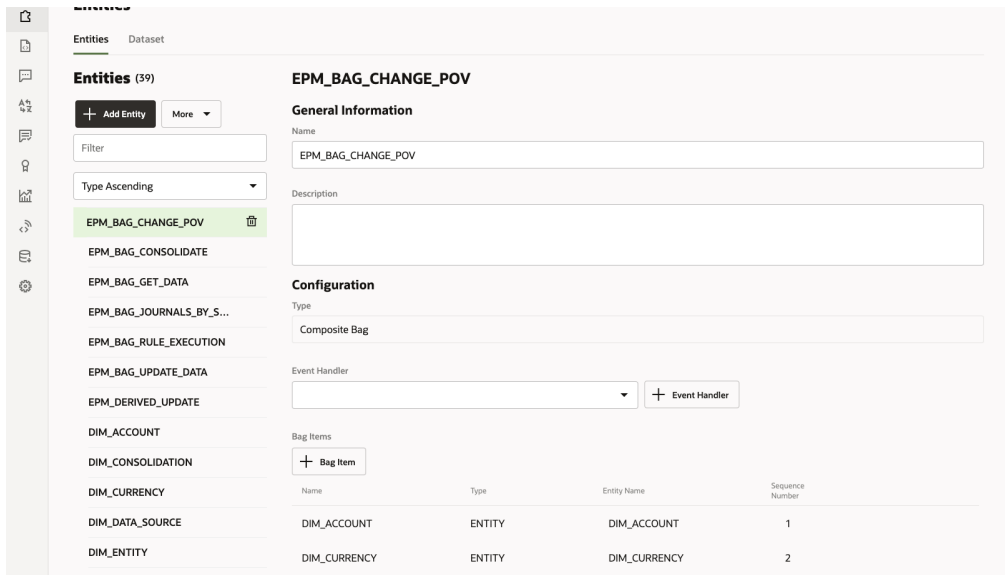 Entities
Entities Dataset
Entities (39)
+ Add Entity More
Filter
Type Ascending
EPM_BAG_CHANGE_POV
EPM_BAG_CONSOLIDATE
EPM_BAG_GET_DATA
EPM_BAG_JOURNALS_BY_S...
EPM_BAG_RULE_EXECUTION
EPM_BAG_UPDATE_DATA
EPM_DERIVED_UPDATE
DIM_ACCOUNT
DIM_CONSOLIDATION
DIM_CURRENCY
DIM_DATA_SOURCE
DIM_ENTITY
EPM_BAG_CHANGE_POV
General Information
Name
EPM_BAG_CHANGE_POV
Description
Configuration
Type
Composite Bag
Event Handler
+ Event Handler
Bag Items
+ Bag Item
Name Type Entity Name Sequence Number
DIM_ACCOUNT ENTITY DIM_ACCOUNT 1
DIM_CURRENCY ENTITY DIM_CURRENCY 2